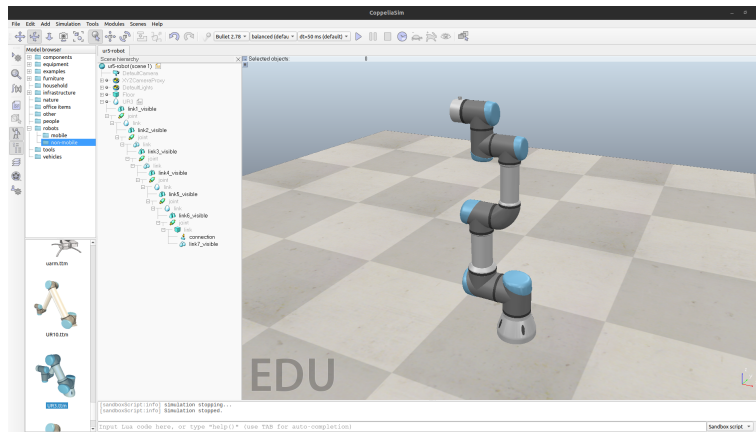 CoppeliaSim
File Edit Add Simulation Tools Modules Scenes Help
Bullet 2.78 balanced (defau dt=50 ms (default)
Model browser
components
equipment
examples
furniture
household
infrastructure
nature
office items
other
people
robots
mobile
non-mobile
tools
vehicles
uarm.ttm
UR10.ttm
UR3.ttm
ur5-robot
Scene hierarchy
ur5-robot (scene 1)
DefaultCamera
XYZCameraProxy
DefaultLights
Floor
UR3
link1_visible
joint
link
link2_visible
joint
link
link3_visible
joint
link
link4_visible
joint
link
link5_visible
joint
link
link6_visible
joint
link
connection
link7_visible
Selected objects: 0
EDU
[sandboxScript:info] simulation stopping...
[sandboxScript:info] Simulation stopped.
Input Lua code here, or type "help()" (use TAB for auto-completion)
Sandbox script